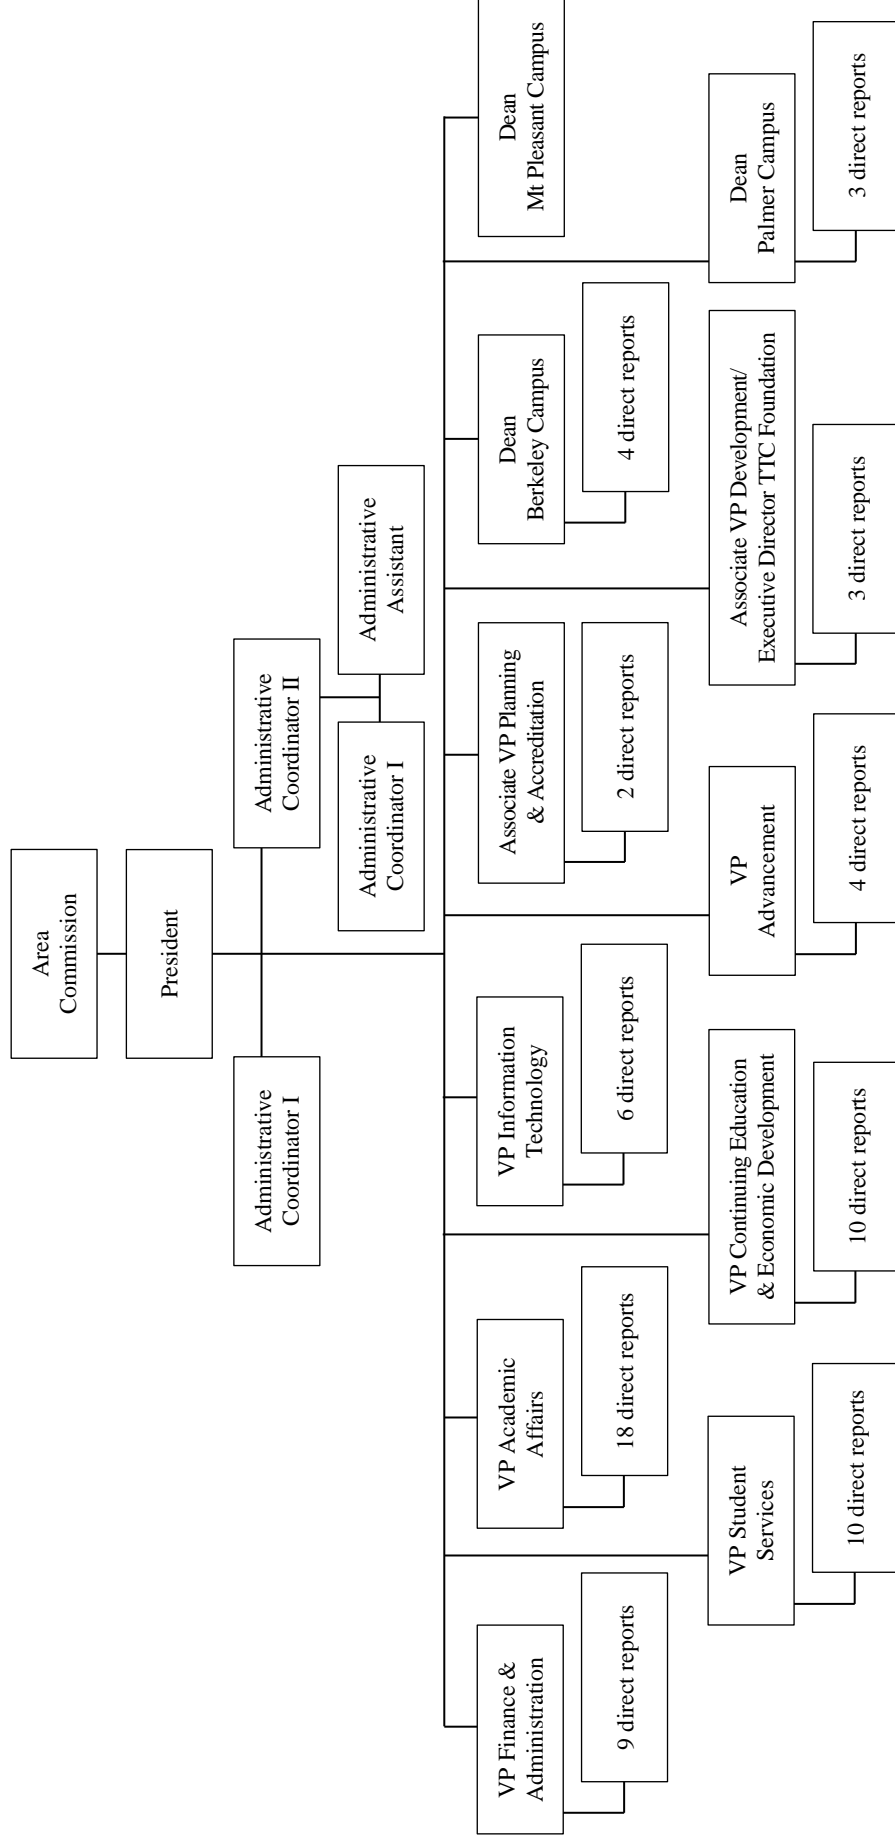 Area
Commission
President
Administrative
Coordinator I
Administrative
Coordinator II
Administrative
Coordinator I
Administrative
Assistant
VP Finance &
Administration
9 direct reports
VP Academic
Affairs
18 direct reports
VP Information
Technology
6 direct reports
Associate VP Planning
& Accreditation
2 direct reports
Dean
Berkeley Campus
4 direct reports
Dean
Mt Pleasant Campus
VP Student
Services
10 direct reports
VP Continuing Education
& Economic Development
10 direct reports
VP
Advancement
4 direct reports
Associate VP Development/
Executive Director TTC Foundation
3 direct reports
Dean
Palmer Campus
3 direct reports